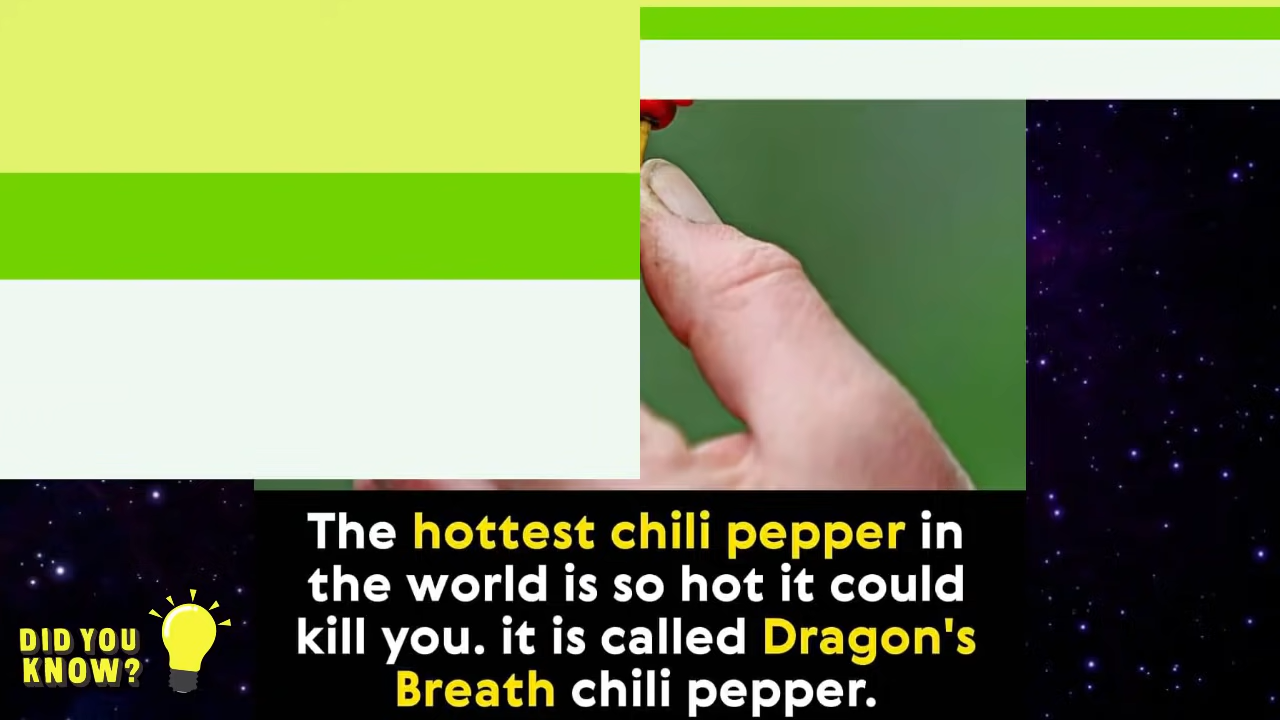 The hottest chili pepper in
the world is so hot it could
kill you. it is called Dragon's
Breath chili pepper.
DID YOU
KNOW?